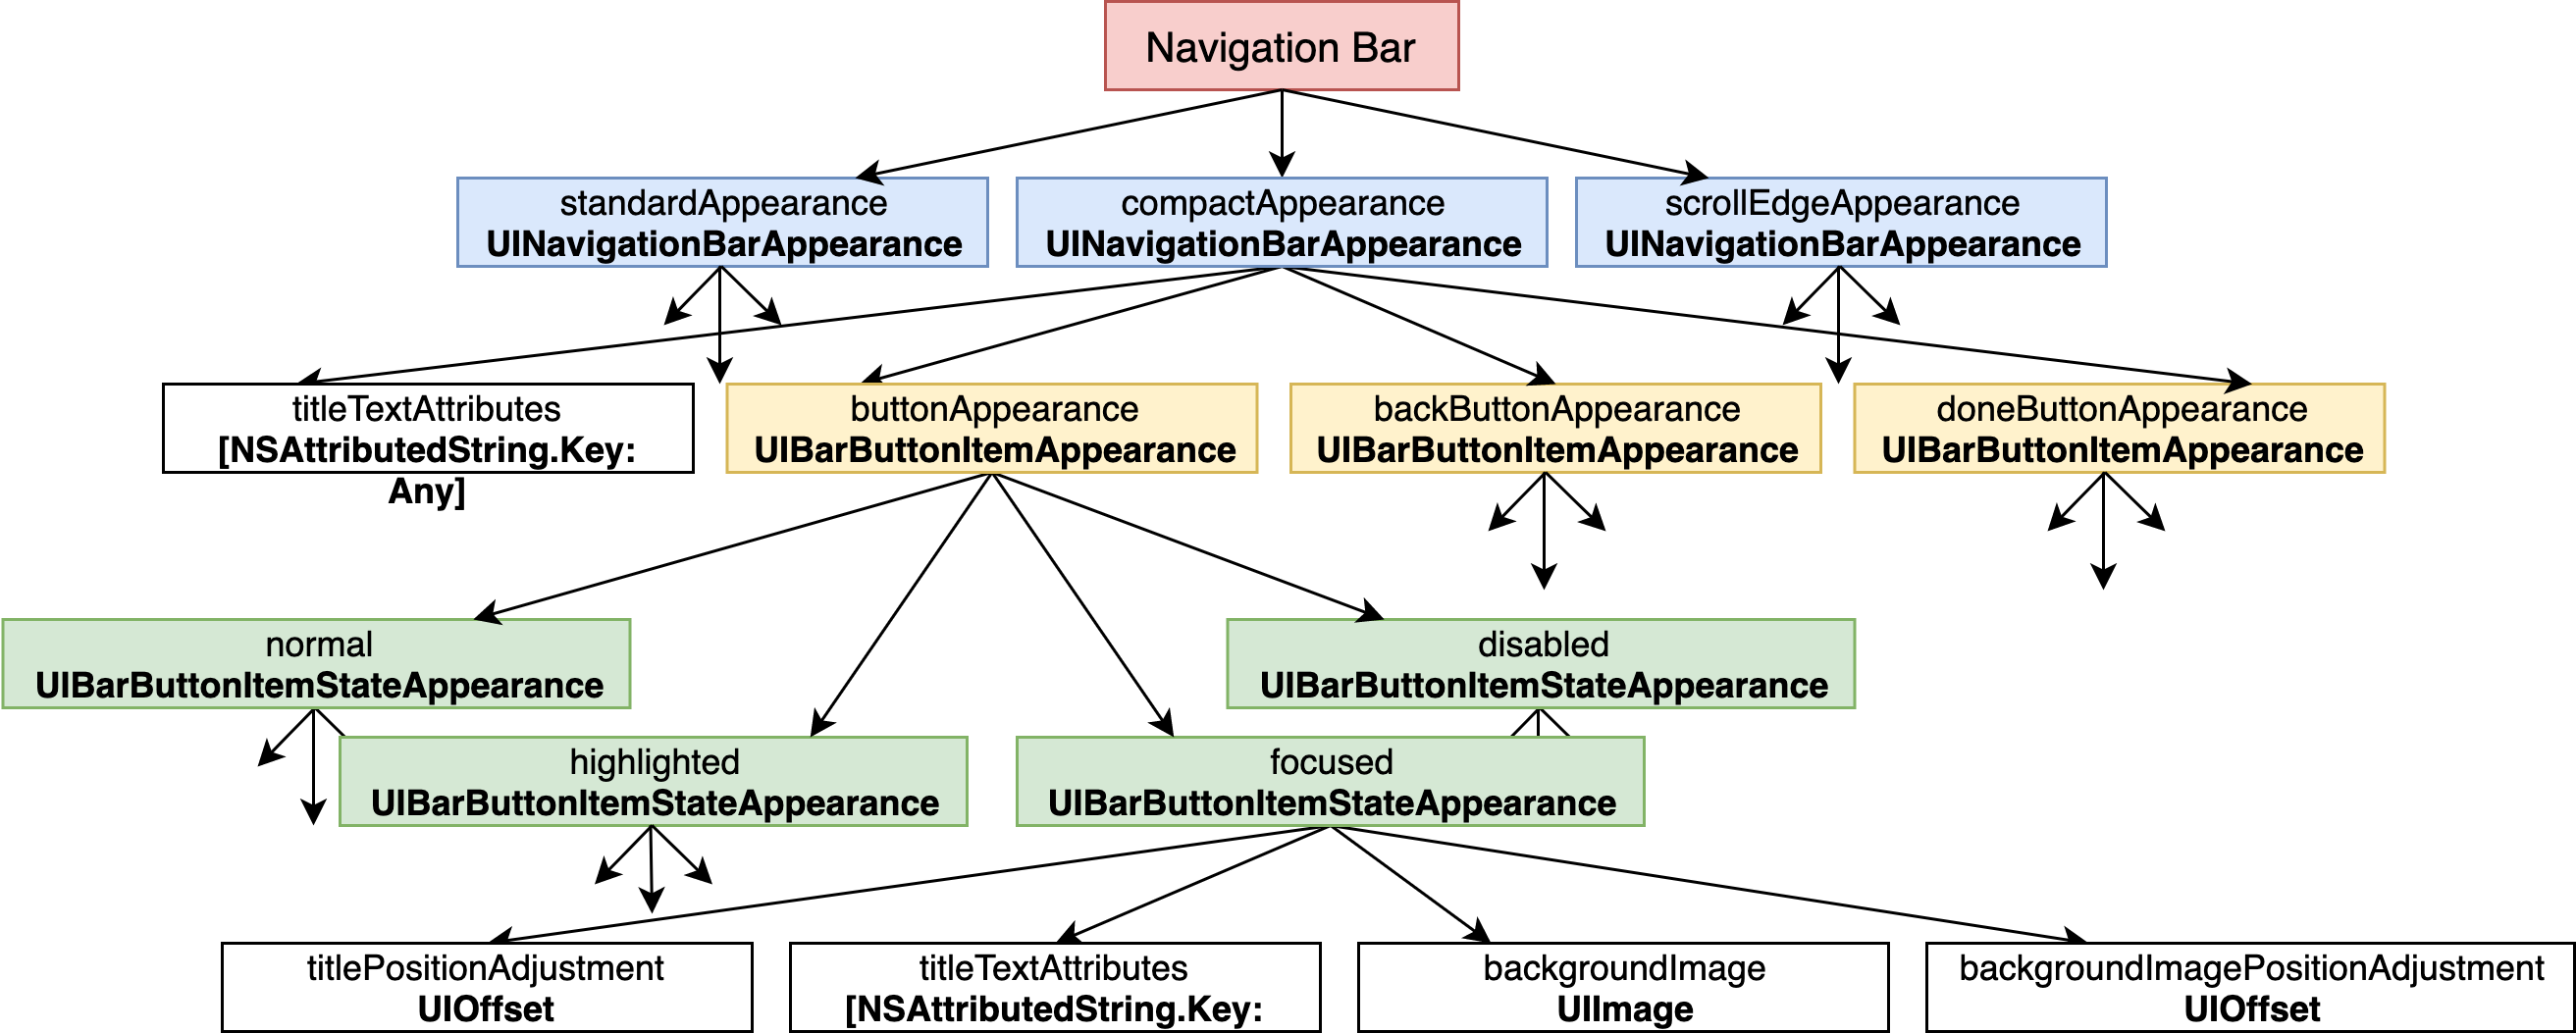 Navigation Bar
standardAppearance
UINavigationBarAppearance
compactAppearance
UINavigationBarAppearance
scrollEdgeAppearance
UINavigationBarAppearance
titleTextAttributes
[NSAttributedString.Key:
Any]
buttonAppearance
UIBarButtonItemAppearance
backButtonAppearance
UIBarButtonItemAppearance
doneButtonAppearance
UIBarButtonItemAppearance
normal
UIBarButtonItemStateAppearance
disabled
UIBarButtonItemStateAppearance
highlighted
UIBarButtonItemStateAppearance
focused
UIBarButtonItemStateAppearance
titlePositionAdjustment
UIOffset
titleTextAttributes
[NSAttributedString.Key:
backgroundImage
UIImage
backgroundImagePositionAdjustment
UIOffset